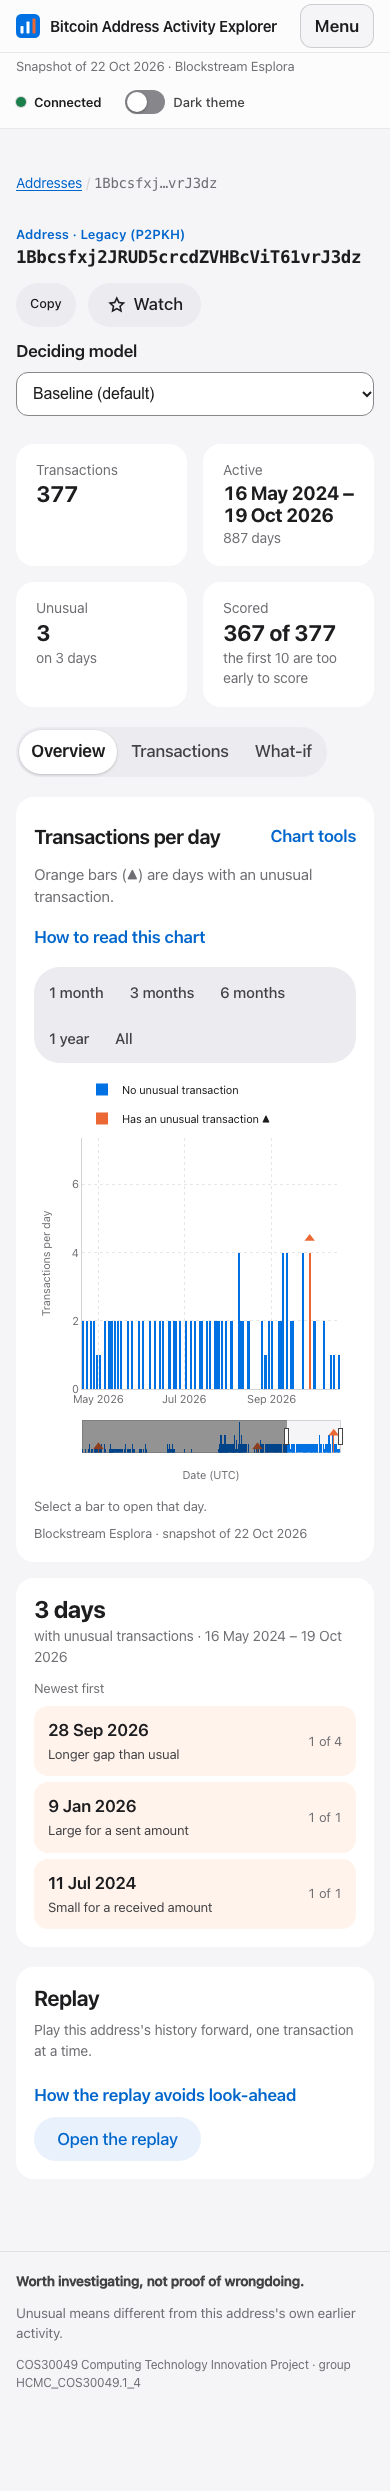 Bitcoin Address Activity Explorer
Menu
Snapshot of 22 Oct 2026 · Blockstream Esplora
Connected
Dark theme
Addresses / 1Bbcsfxj…vrJ3dz
Address · Legacy (P2PKH)
1Bbcsfxj2JRUD5crcdZVHBcViT61vrJ3dz
Copy
Watch
Deciding model
Baseline (default)
Transactions
377
Active
16 May 2024 –
19 Oct 2026
887 days
Unusual
3
on 3 days
Scored
367 of 377
the first 10 are too
early to score
Overview
Transactions
What-if
Transactions per day
Chart tools
Orange bars (▲) are days with an unusual
transaction.
How to read this chart
1 month
3 months
6 months
1 year
All
No unusual transaction
Has an unusual transaction ▲
Transactions per day
6
4
2
0
May 2026
Jul 2026
Sep 2026
Date (UTC)
Select a bar to open that day.
Blockstream Esplora · snapshot of 22 Oct 2026
3 days
with unusual transactions · 16 May 2024 – 19 Oct
2026
Newest first
28 Sep 2026
Longer gap than usual
1 of 4
9 Jan 2026
Large for a sent amount
1 of 1
11 Jul 2024
Small for a received amount
1 of 1
Replay
Play this address's history forward, one transaction
at a time.
How the replay avoids look-ahead
Open the replay
Worth investigating, not proof of wrongdoing.
Unusual means different from this address's own earlier
activity.
COS30049 Computing Technology Innovation Project · group
HCMC_COS30049.1_4